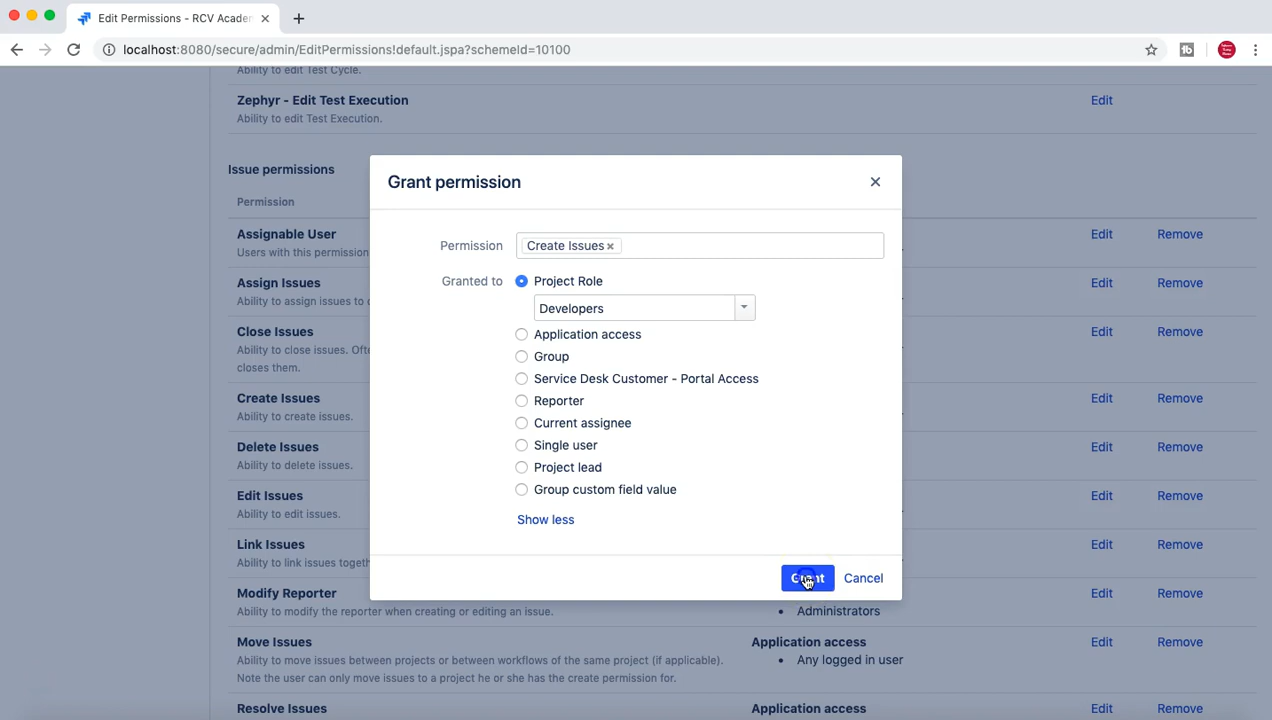 Edit Permissions - RCV Acader
localhost:8080/secure/admin/EditPermissions!default.jspa?schemeId=10100
Ability to edit Test Cycle.
Zephyr - Edit Test Execution
Edit
Ability to edit Test Execution.
Issue permissions
Permission
Assignable User
Edit
Remove
Users with this permission
Assign Issues
Edit
Remove
Ability to assign issues to
Close Issues
Edit
Remove
Ability to close issues. Ofte
closes them.
Create Issues
Edit
Remove
Ability to create issues.
Delete Issues
Edit
Remove
Ability to delete issues.
Edit Issues
Edit
Remove
Ability to edit issues.
Link Issues
Edit
Remove
Ability to link issues togeth
Modify Reporter
Edit
Remove
Ability to modify the reporter when creating or editing an issue.
• Administrators
Move Issues
Application access
Edit
Remove
Ability to move issues between projects or between workflows of the same project (if applicable).
• Any logged in user
Note the user can only move issues to a project he or she has the create permission for.
Resolve Issues
Application access
Edit
Remove
Grant permission
Permission
Create Issues
Granted to
Project Role
Developers
Application access
Group
Service Desk Customer - Portal Access
Reporter
Current assignee
Single user
Project lead
Group custom field value
Show less
Grant
Cancel